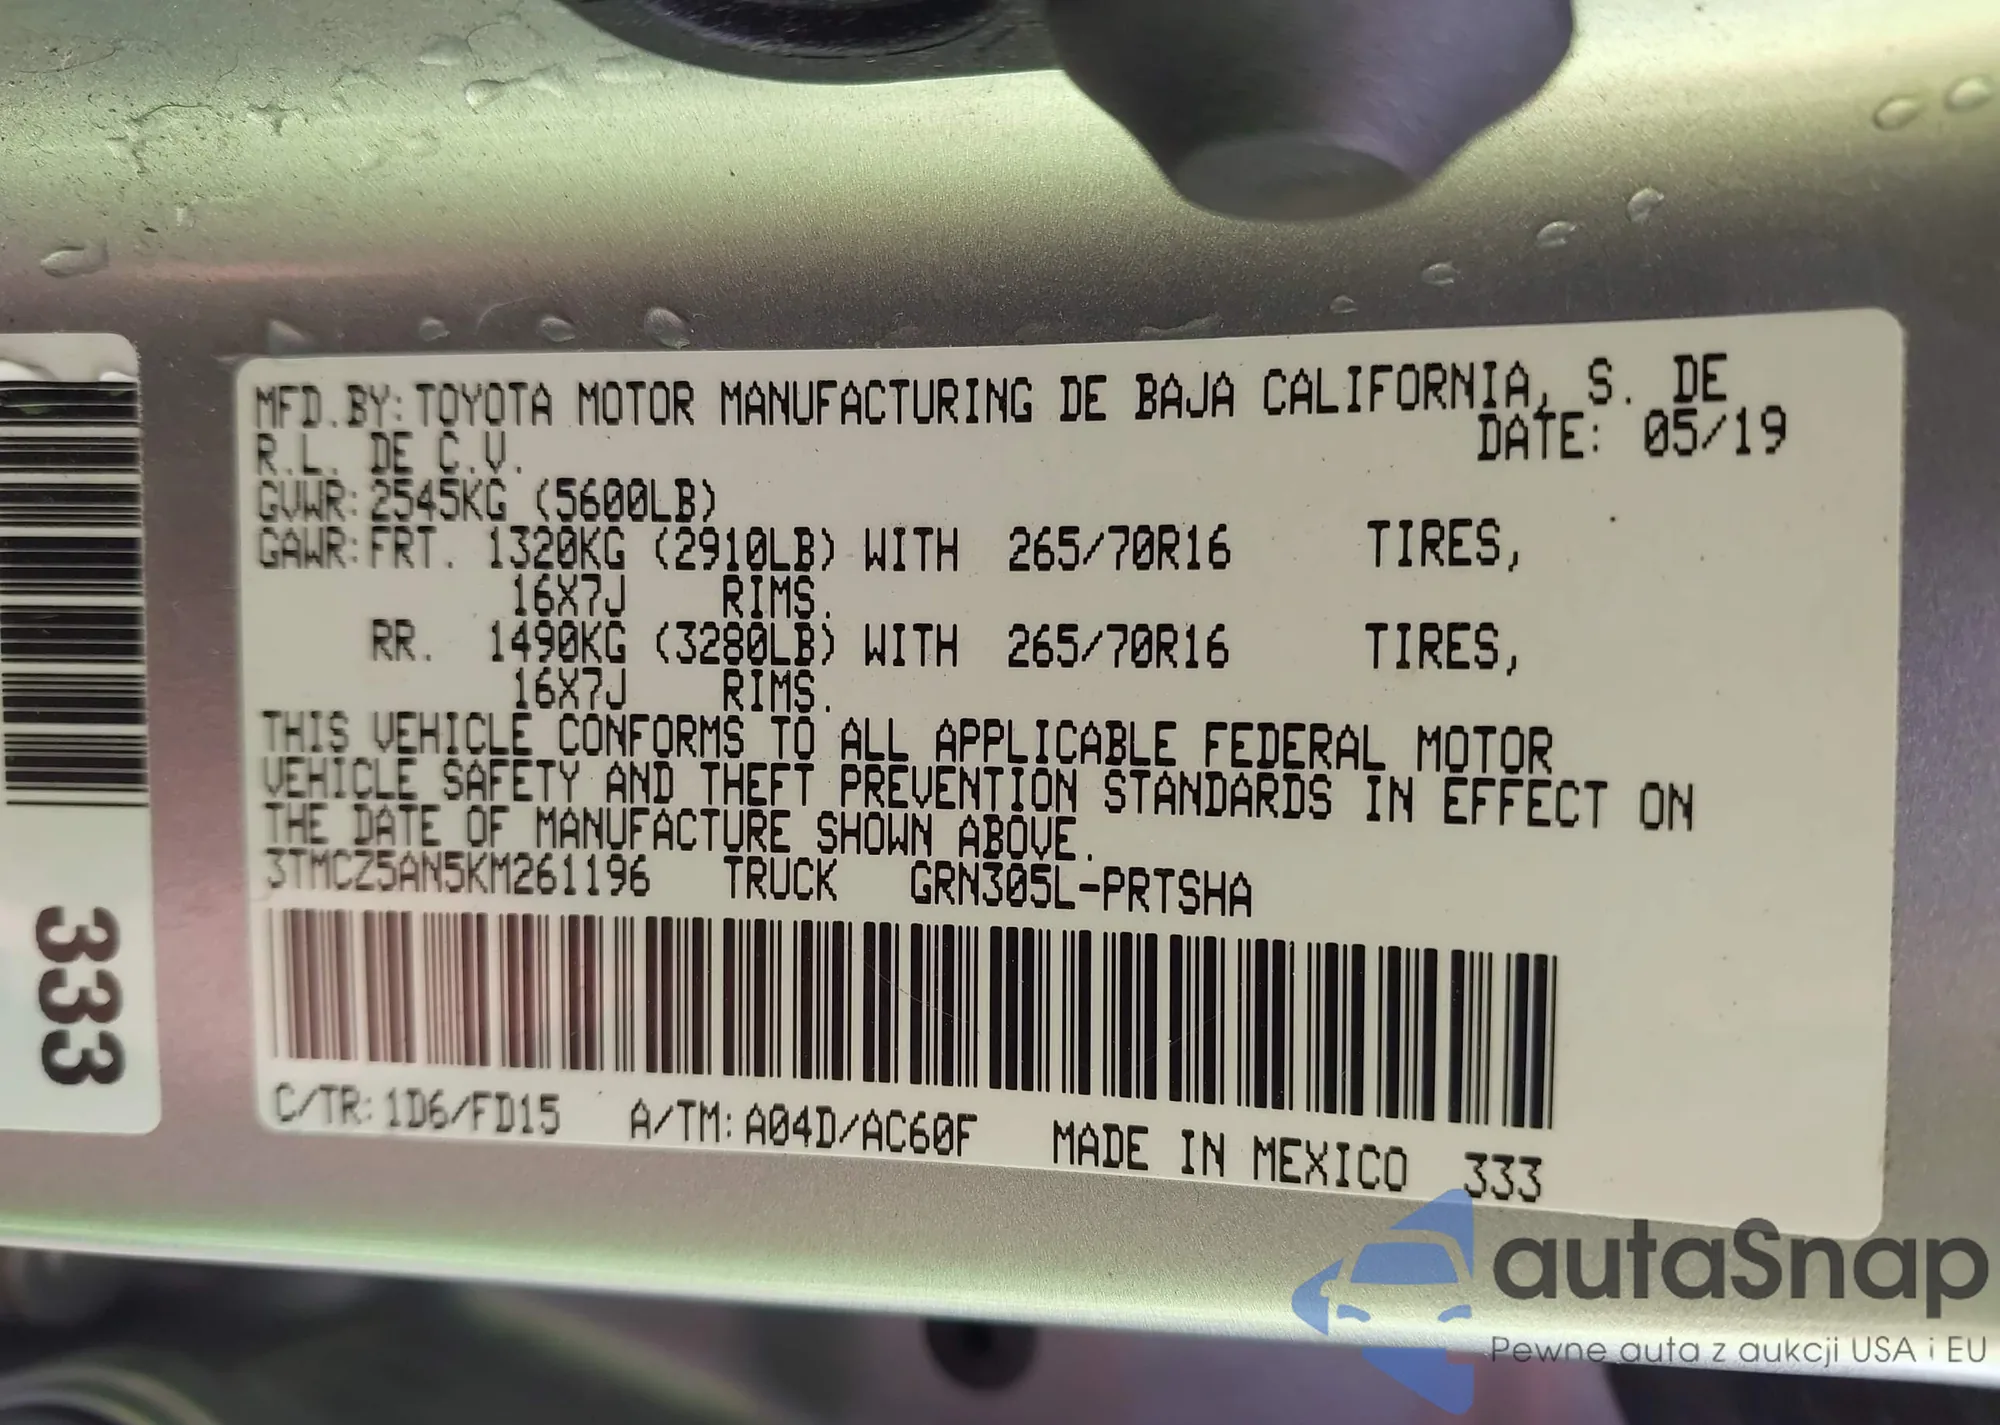 MFD.BY:TOYOTA MOTOR MANUFACTURING DE BAJA CALIFORNIA, S. DE
R.L. DE C.V. DATE: 05/19
GVWR:2545KG (5600LB)
GAWR:FRT. 1320KG (2910LB) WITH 265/70R16 TIRES,
16X7J RIMS.
RR. 1490KG (3280LB) WITH 265/70R16 TIRES,
16X7J RIMS.
THIS VEHICLE CONFORMS TO ALL APPLICABLE FEDERAL MOTOR
VEHICLE SAFETY AND THEFT PREVENTION STANDARDS IN EFFECT ON
THE DATE OF MANUFACTURE SHOWN ABOVE.
3TMCZ5AN5KM261196 TRUCK GRN305L-PRTSHA
C/TR:1D6/FD15 A/TM:A04D/AC60F MADE IN MEXICO 333
333
autaSnap
Pewne auta z aukcji USA i EU